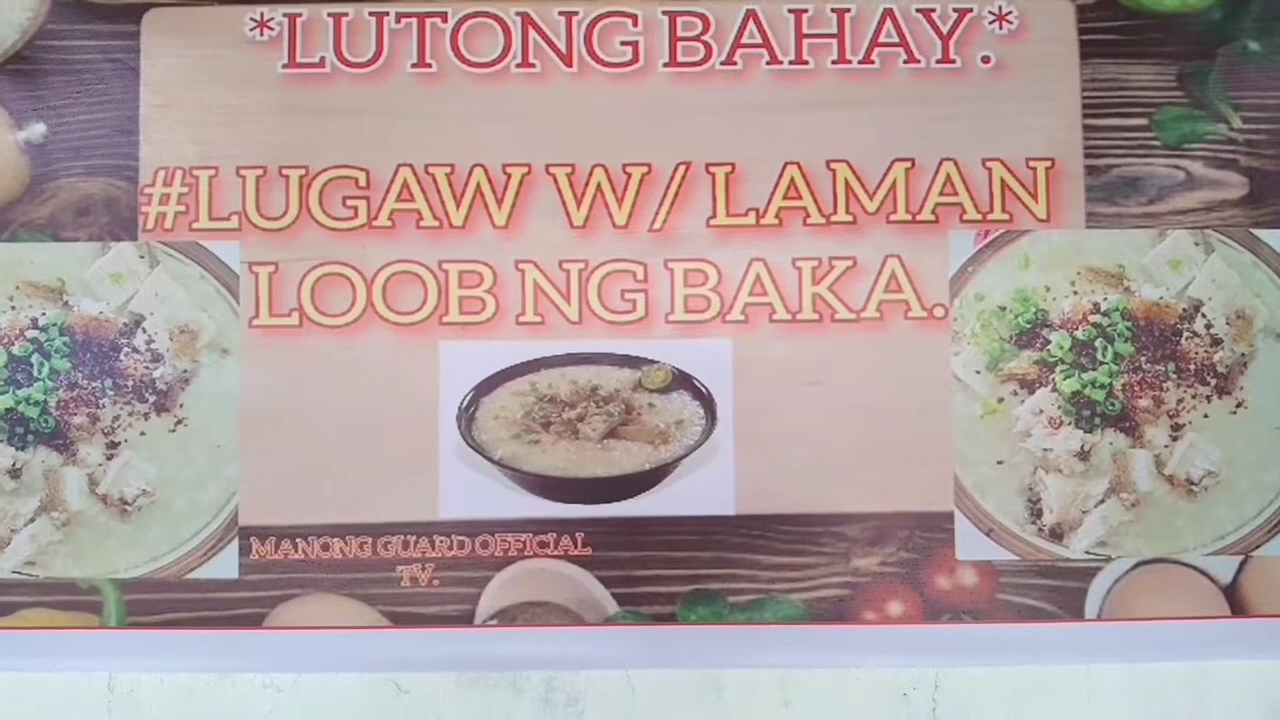 *LUTONG BAHAY.*
#LUGAW W/ LAMAN
LOOB NG BAKA.
MANONG GUARD OFFICIAL
TV.